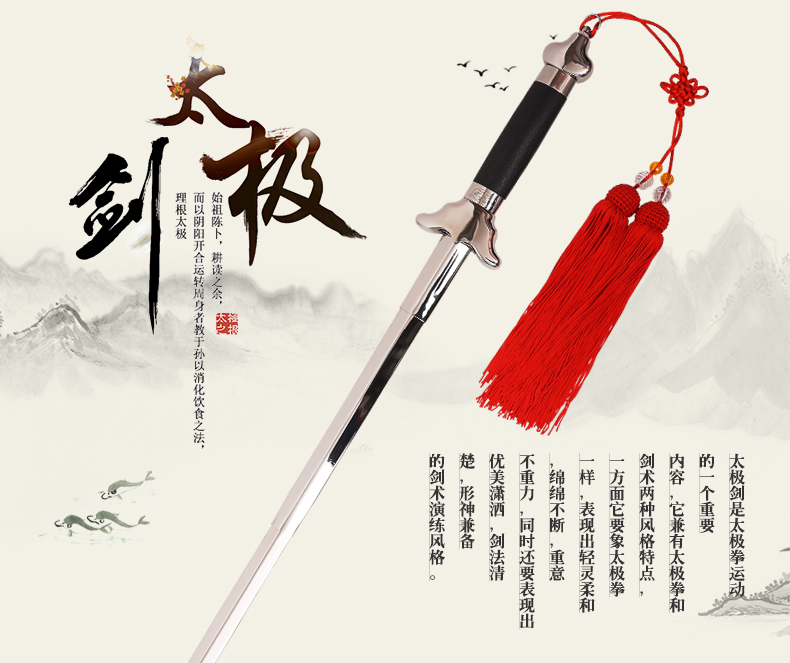 太极剑
始祖陈卜，耕读之余，
而以阴阳开合运转周身者教于孙以消化饮食之法，
理根太极
太极剑是太极拳运动
的一个重要
内容，它兼有太极拳和
剑术两种风格特点，
一方面它要象太极拳
一样，表现出轻灵柔和
，绵绵不断，重意
不重力，同时还要表现出
优美潇洒，剑法清
楚，形神兼备
的剑术演练风格。